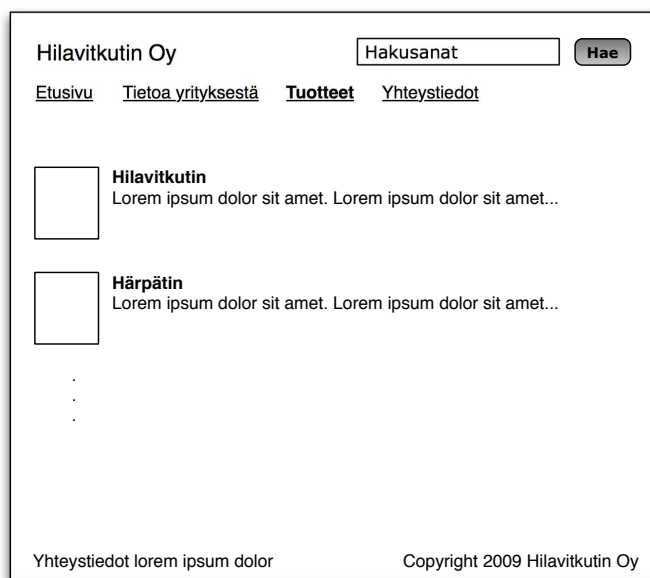 Hilavitkutin Oy Hakusanat Hae
Etusivu Tietoa yrityksestä Tuotteet Yhteystiedot
Hilavitkutin
Lorem ipsum dolor sit amet. Lorem ipsum dolor sit amet...
Härpätin
Lorem ipsum dolor sit amet. Lorem ipsum dolor sit amet...
.
.
.
Yhteystiedot lorem ipsum dolor Copyright 2009 Hilavitkutin Oy